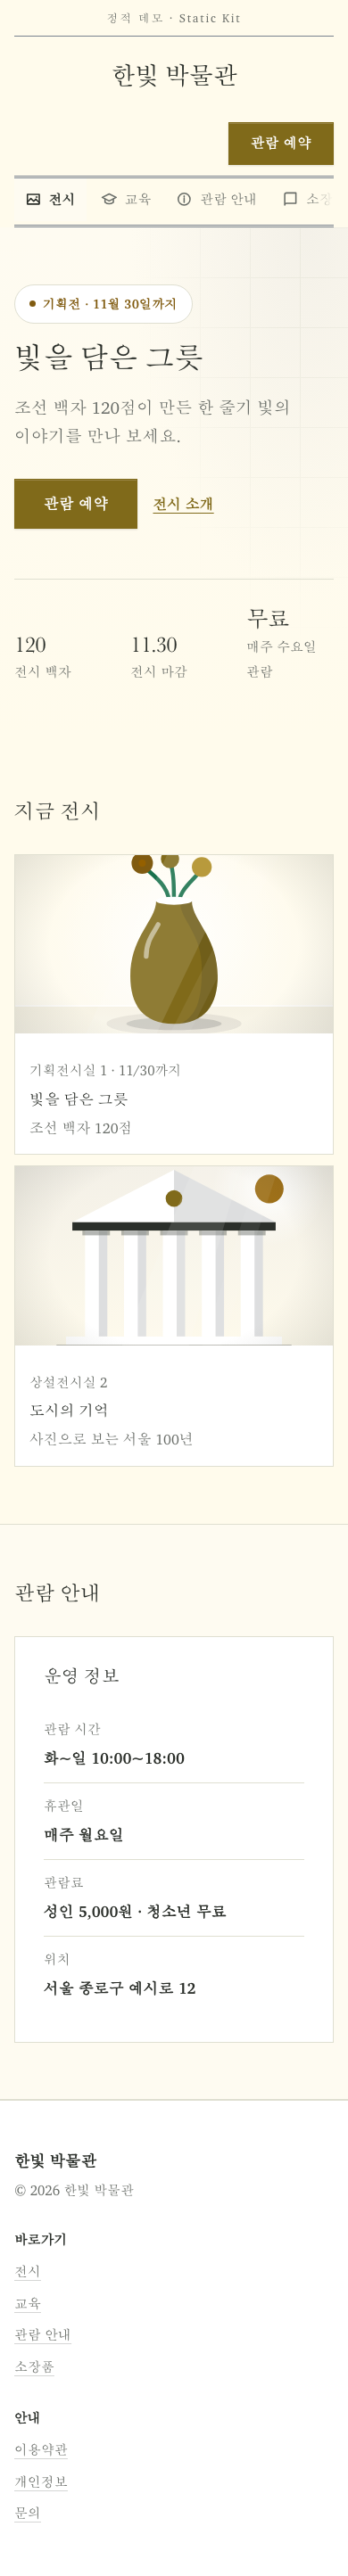 정적 데모 · Static Kit
한빛 박물관
관람 예약
전시 교육 관람 안내
기획전 · 11월 30일까지
빛을 담은 그릇
조선 백자 120점이 만든 한 줄기 빛의
이야기를 만나 보세요.
관람 예약 전시 소개
120 11.30 무료
전시 백자 전시 마감 매주 수요일
관람
지금 전시
기획전시실 1 · 11/30까지
빛을 담은 그릇
조선 백자 120점
상설전시실 2
도시의 기억
사진으로 보는 서울 100년
관람 안내
운영 정보
관람 시간
화~일 10:00~18:00
휴관일
매주 월요일
관람료
성인 5,000원 · 청소년 무료
위치
서울 종로구 예시로 12
한빛 박물관
© 2026 한빛 박물관
바로가기
전시
교육
관람 안내
소장품
안내
이용약관
개인정보
문의